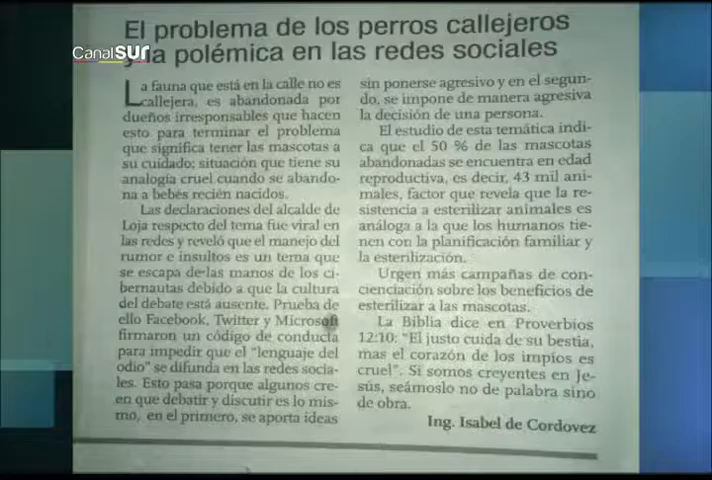 El problema de los perros callejeros
CanalSUR
y la polémica en las redes sociales
La fauna que está en la calle no es
callejera, es abandonada por
dueños irresponsables que hacen
esto para terminar el problema
que significa tener las mascotas a
su cuidado; situación que tiene su
analogía cruel cuando se abando-
na a bebés recién nacidos.
Las declaraciones del alcalde de
Loja respecto del tema fue viral en
las redes y reveló que el manejo del
rumor e insultos es un tema que
se escapa de las manos de los ci-
bernautas debido a que la cultura
del debate está ausente. Prueba de
ello Facebook, Twitter y Microsoft
firmaron un código de conducta
para impedir que el "lenguaje del
odio" se difunda en las redes socia-
les. Esto pasa porque algunos cre-
en que debatir y discutir es lo mis-
mo, en el primero, se aporta ideas
sin ponerse agresivo y en el segun-
do, se impone de manera agresiva
la decisión de una persona.
El estudio de esta temática indi-
ca que el 50 % de las mascotas
abandonadas se encuentra en edad
reproductiva, es decir, 43 mil ani-
males, factor que revela que la re-
sistencia a esterilizar animales es
análoga a la que los humanos tie-
nen con la planificación familiar y
la esterilización.
Urgen más campañas de con-
cienciación sobre los beneficios de
esterilizar a las mascotas.
La Biblia dice en Proverbios
12:10: "El justo cuida de su bestia,
mas el corazón de los impíos es
cruel". Si somos creyentes en Je-
sús, seámoslo no de palabra sino
de obra.
Ing. Isabel de Cordovez